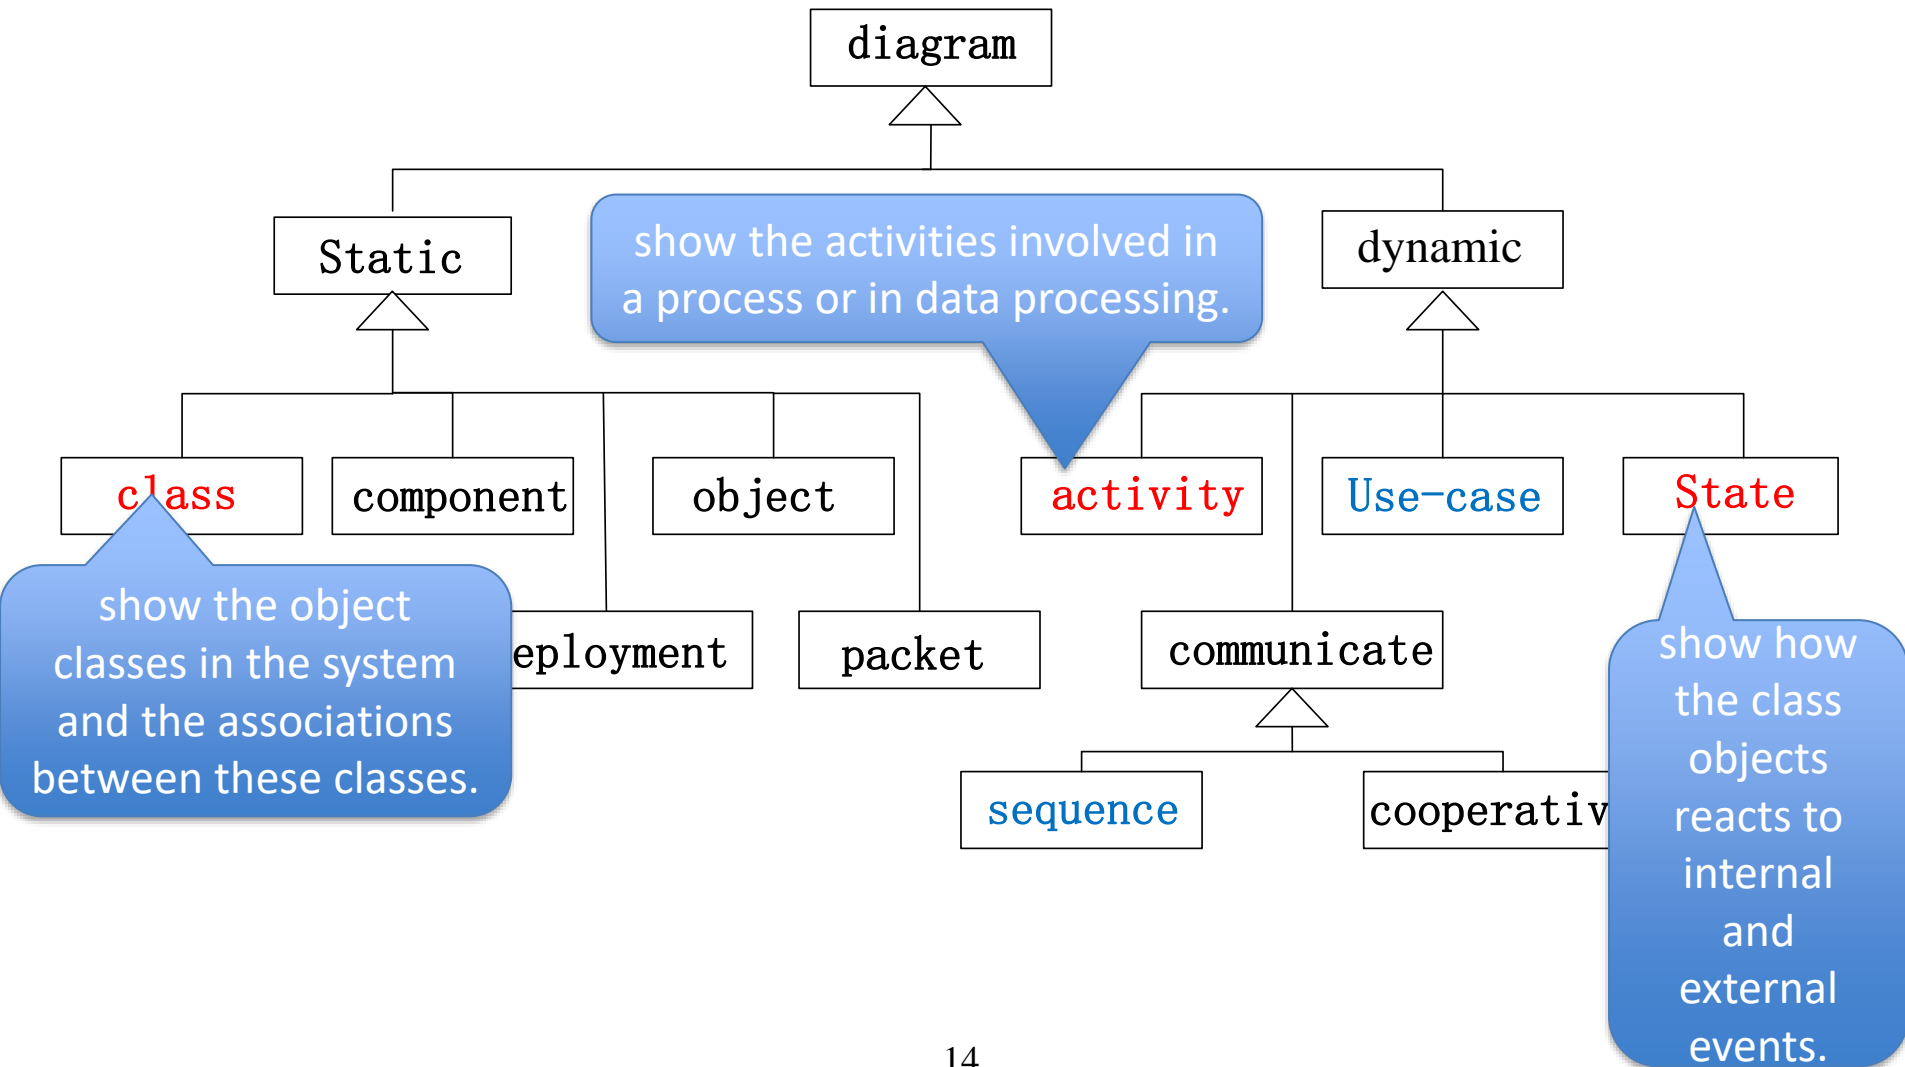 diagram
Static
show the activities involved in
a process or in data processing.
dynamic
class
component
object
activity
Use-case
State
show the object
classes in the system
and the associations
between these classes.
eployment
packet
communicate
show how
the class
objects
reacts to
internal
and
external
events.
sequence
cooperativ
14